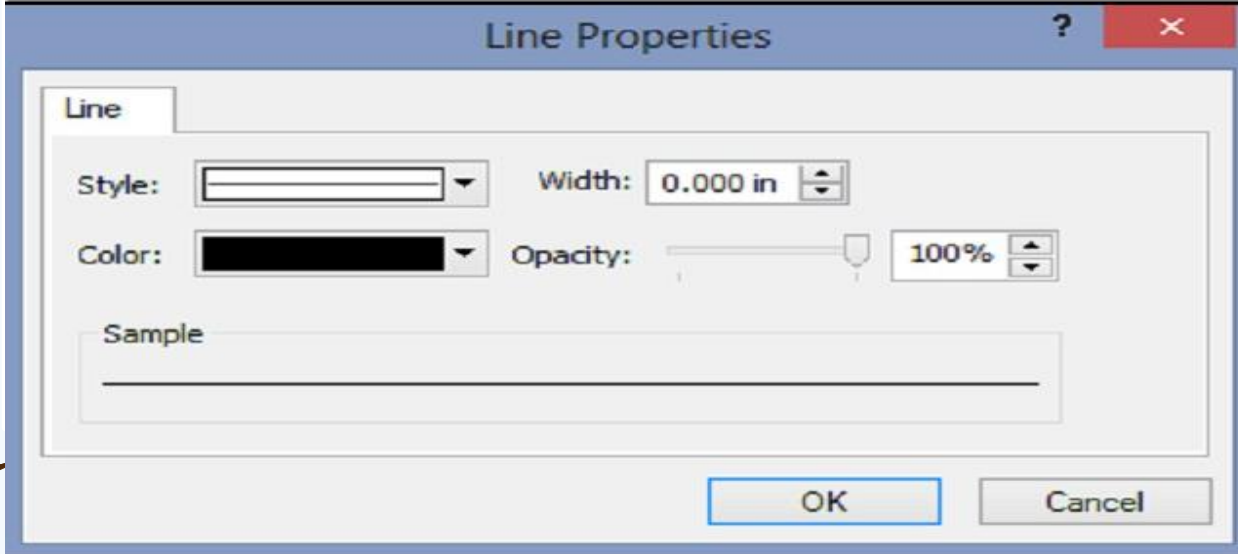 Line Properties ?
Line
Style: Width: 0.000 in
Color: Opacity: 100%
Sample
OK Cancel